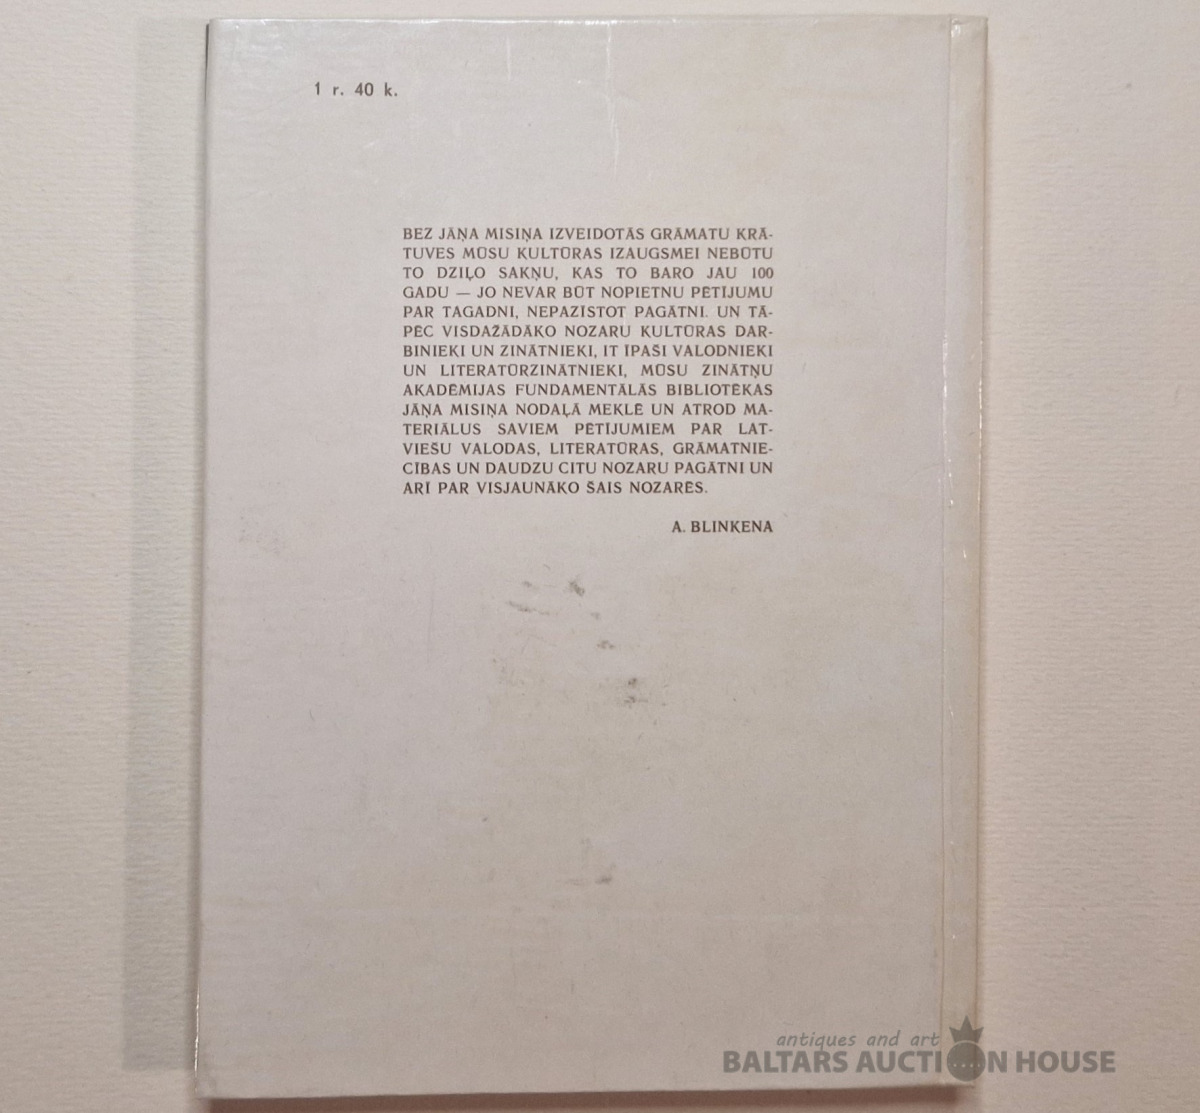 1 r. 40 k.
BEZ JĀŅA MISIŅA IZVEIDOTĀS GRĀMATU KRĀ-
TUVES MŪSU KULTŪRAS IZAUGSMEI NEBŪTU
TO DZIĻO SAKŅU, KAS TO BARO JAU 100
GADU — JO NEVAR BŪT NOPIETNU PĒTĪJUMU
PAR TAGADNI, NEPAZĪSTOT PAGĀTNI. UN TĀ-
PĒC VISDAŽĀDĀKO NOZARU KULTŪRAS DAR-
BINIEKI UN ZINĀTNIEKI, IT ĪPAŠI VALODNIEKI
UN LITERATŪRZINĀTNIEKI, MŪSU ZINĀTŅU
AKADĒMIJAS FUNDAMENTĀLĀS BIBLIOTĒKAS
JĀŅA MISIŅA NODAĻĀ MEKLĒ UN ATROD MA-
TERIĀLUS SAVIEM PĒTĪJUMIEM PAR LAT-
VIEŠU VALODAS, LITERATŪRAS, GRĀMATNIE-
CĪBAS UN DAUDZU CITU NOZARU PAGĀTNI UN
ARĪ PAR VISJAUNĀKO ŠAIS NOZARĒS.
A. BLINĶENA
antiques and art
BALTARS AUCTION HOUSE